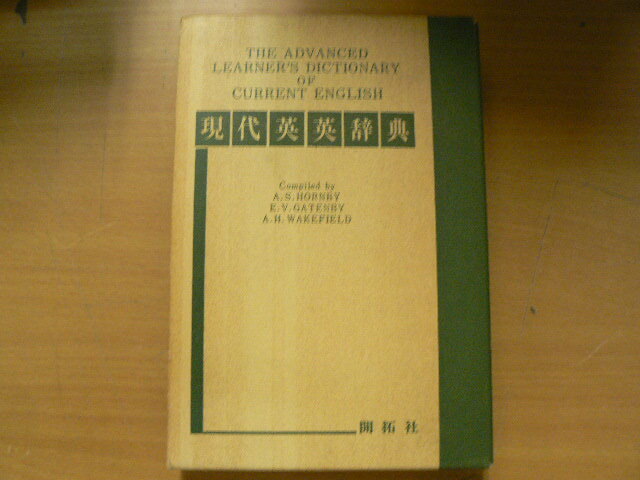 THE ADVANCED
LEARNER'S DICTIONARY
OF
CURRENT ENGLISH
現代英英辞典
Compiled by
A. S. HORNBY
E. V. GATENBY
A. H. WAKEFIELD
開拓社